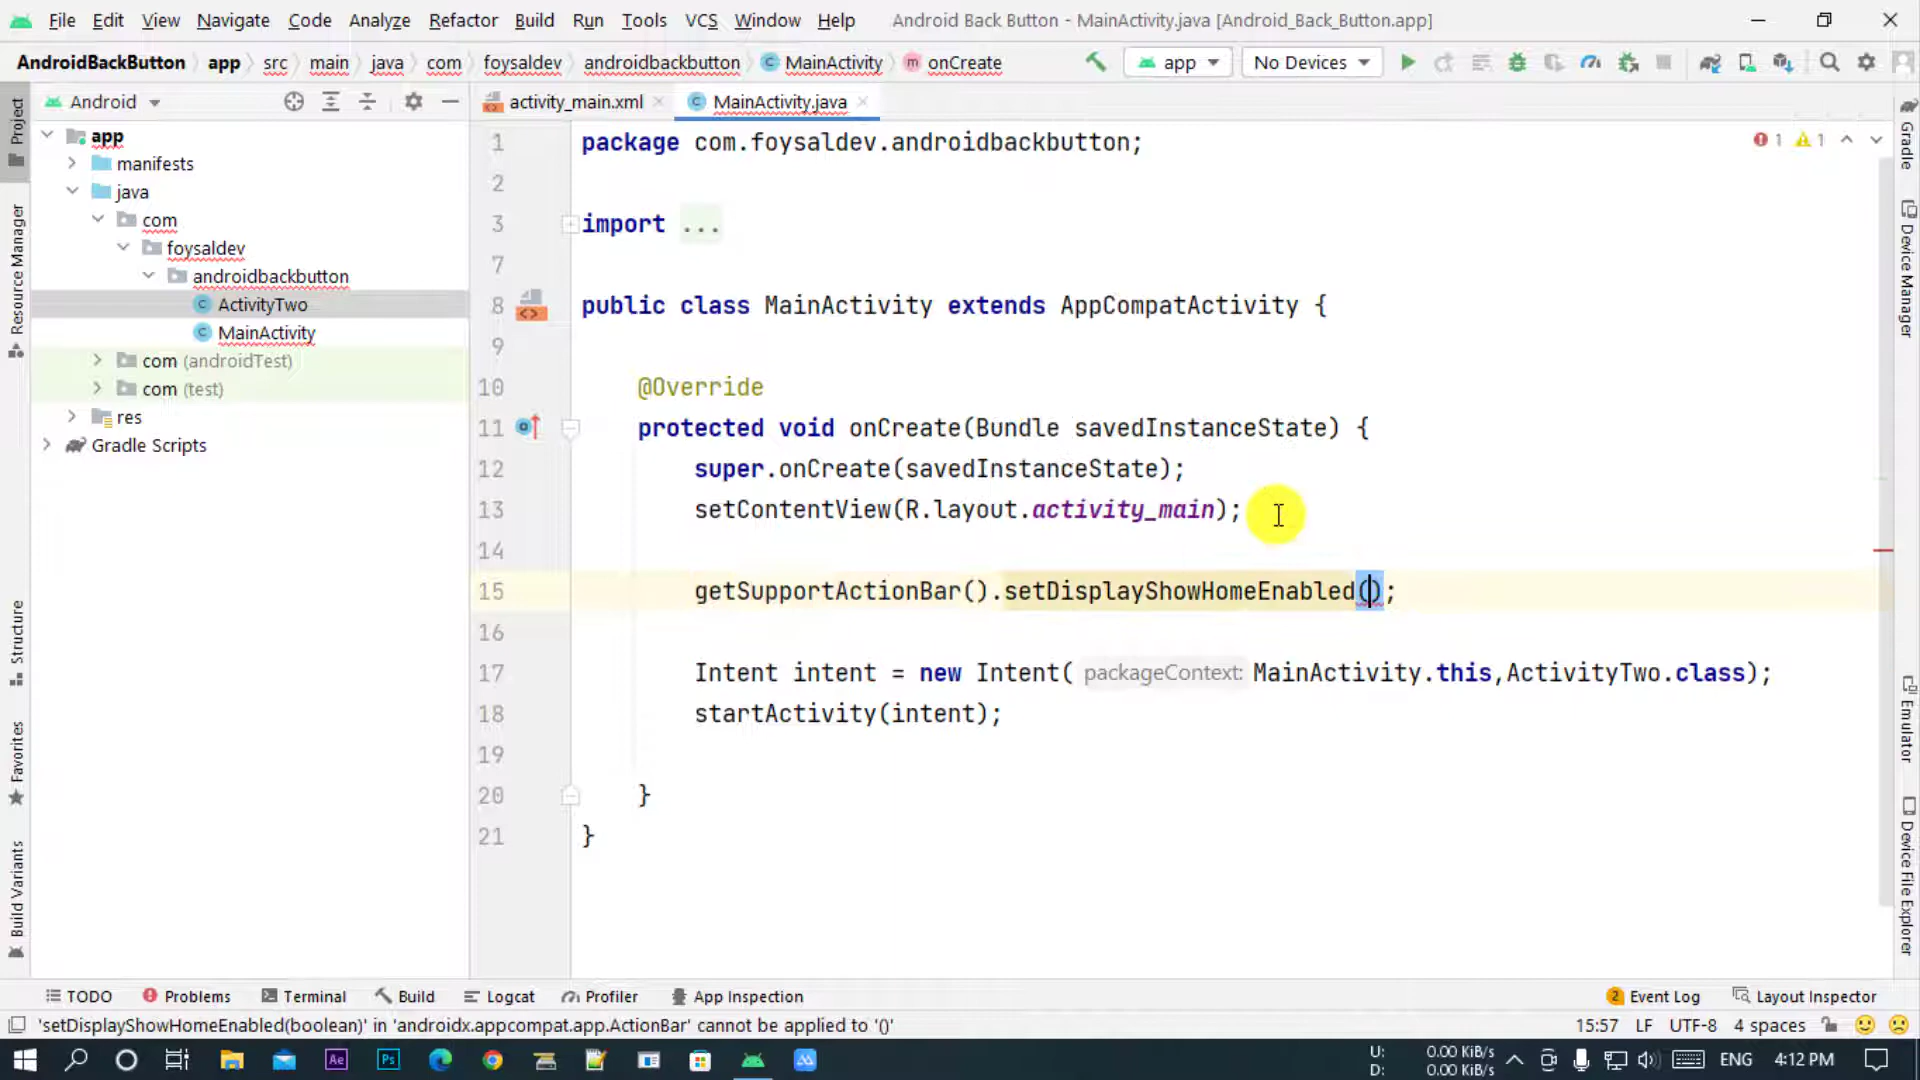 File Edit View Navigate Code Analyze Refactor Build Run Tools VCS Window Help Android Back Button - MainActivity.java [Android_Back_Button.app]
AndroidBackButton app src main java com foysaldev androidbackbutton MainActivity onCreate app No Devices
Android
activity_main.xml
MainActivity.java
Project
Resource Manager
Structure
Favorites
Build Variants
app
manifests
java
com
foysaldev
androidbackbutton
ActivityTwo
MainActivity
com (androidTest)
com (test)
res
Gradle Scripts
1 package com.foysaldev.androidbackbutton; 1 1
2
3 import ...
7
8 public class MainActivity extends AppCompatActivity {
9
10 @Override
11 protected void onCreate(Bundle savedInstanceState) {
12 super.onCreate(savedInstanceState);
13 setContentView(R.layout.activity_main);
14
15 getSupportActionBar().setDisplayShowHomeEnabled();
16
17 Intent intent = new Intent( packageContext: MainActivity.this,ActivityTwo.class);
18 startActivity(intent);
19
20 }
21 }
Gradle
Device Manager
Emulator
Device File Explorer
TODO Problems Terminal Build Logcat Profiler App Inspection 2 Event Log Layout Inspector
'setDisplayShowHomeEnabled(boolean)' in 'androidx.appcompat.app.ActionBar' cannot be applied to '()' 15:57 LF UTF-8 4 spaces
Ae Ps
U: 0.00 KiB/s
D: 0.00 KiB/s
ENG 4:12 PM